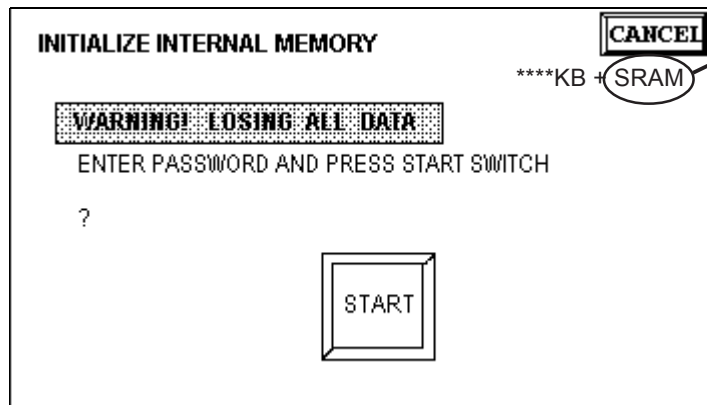 INITIALIZE INTERNAL MEMORY
CANCEL
****KB + SRAM
WARNING! LOSING ALL DATA
ENTER PASSWORD AND PRESS START SWITCH
?
START